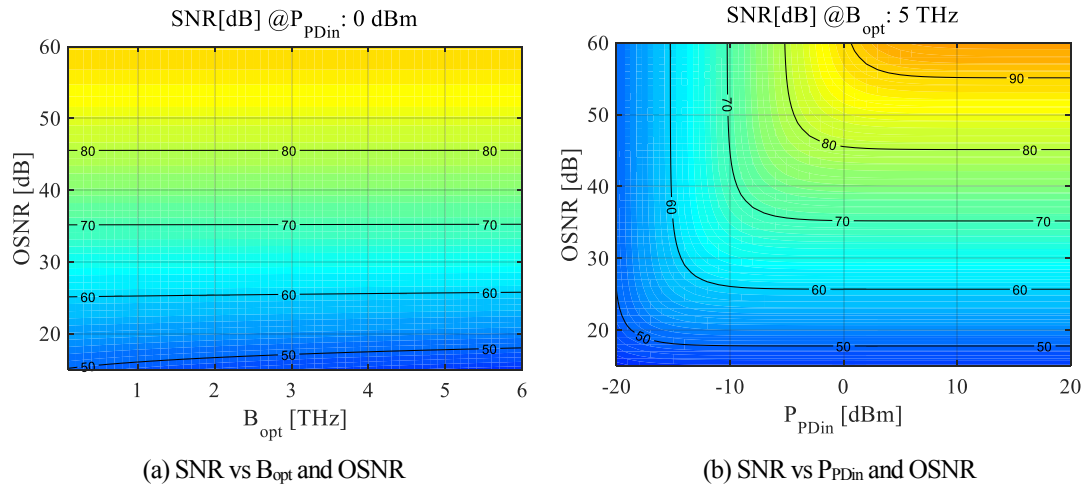 SNR[dB] @P_PDin: 0 dBm
60
50
40
30
20
OSNR [dB]
80 80 80
70 70 70
60 60 60
50 50 50
1 2 3 4 5 6
B_opt [THz]
(a) SNR vs B_opt and OSNR
SNR[dB] @B_opt: 5 THz
60
50
40
30
20
OSNR [dB]
90
70
80 80
60
70 70
60 60
50 50 50
-20 -10 0 10 20
P_PDin [dBm]
(b) SNR vs P_PDin and OSNR